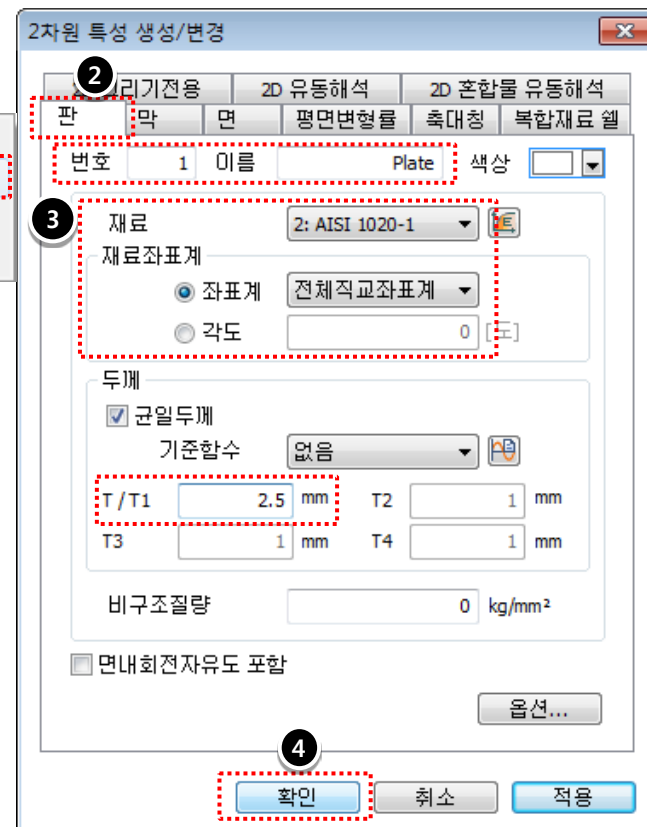 2차원 특성 생성/변경
2
2D 유동해석 2D 혼합물 유동해석
판 막 면 평면변형률 축대칭 복합재료 쉘
번호 1 이름 Plate 색상
3
재료 2: AISI 1020-1
재료좌표계
좌표계 전체직교좌표계
각도 0 [도]
두께
균일두께
기준함수 없음
T / T1 2.5 mm T2 1 mm
T3 1 mm T4 1 mm
비구조질량 0 kg/mm²
면내회전자유도 포함
옵션...
4
확인 취소 적용